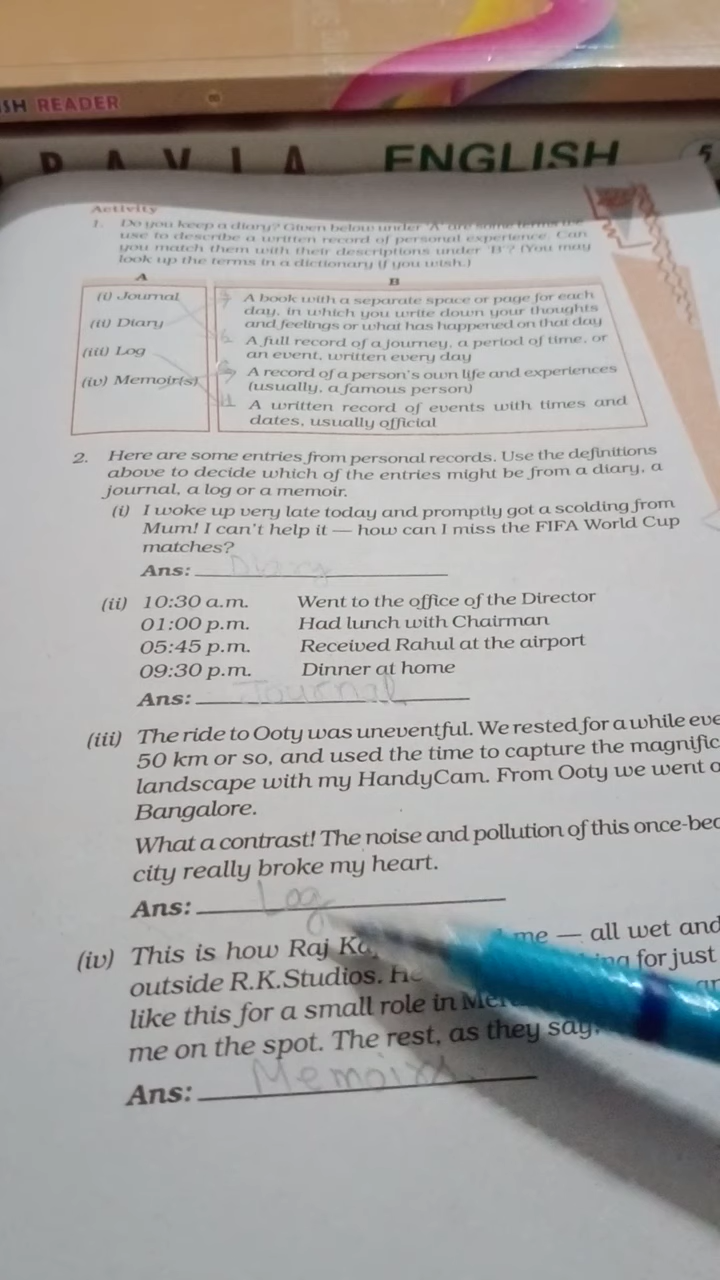 SH READER
PAVIA ENGLISH 5
Activity
1. Do you keep a diary? Given below under 'A' are some terms we
use to describe a written record of personal experience. Can
you match them with their descriptions under 'B'? (You may
look up the terms in a dictionary if you wish.)
A
B
(i) Journal
(ii) Diary
(iii) Log
(iv) Memoir(s)
A book with a separate space or page for each
day, in which you write down your thoughts
and feelings or what has happened on that day
A full record of a journey, a period of time, or
an event, written every day
A record of a person's own life and experiences
(usually, a famous person)
A written record of events with times and
dates, usually official
2. Here are some entries from personal records. Use the definitions
above to decide which of the entries might be from a diary, a
journal, a log or a memoir.
(i) I woke up very late today and promptly got a scolding from
Mum! I can't help it — how can I miss the FIFA World Cup
matches?
Ans: Diary
(ii) 10:30 a.m. Went to the office of the Director
01:00 p.m. Had lunch with Chairman
05:45 p.m. Received Rahul at the airport
09:30 p.m. Dinner at home
Ans: Journal
(iii) The ride to Ooty was uneventful. We rested for a while eve
50 km or so, and used the time to capture the magnific
landscape with my HandyCam. From Ooty we went o
Bangalore.
What a contrast! The noise and pollution of this once-bea
city really broke my heart.
Ans: Log
(iv) This is how Raj Ka me — all wet and
outside R.K.Studios. He for just
like this for a small role in Mer
me on the spot. The rest, as they say,
Ans: Memoirs